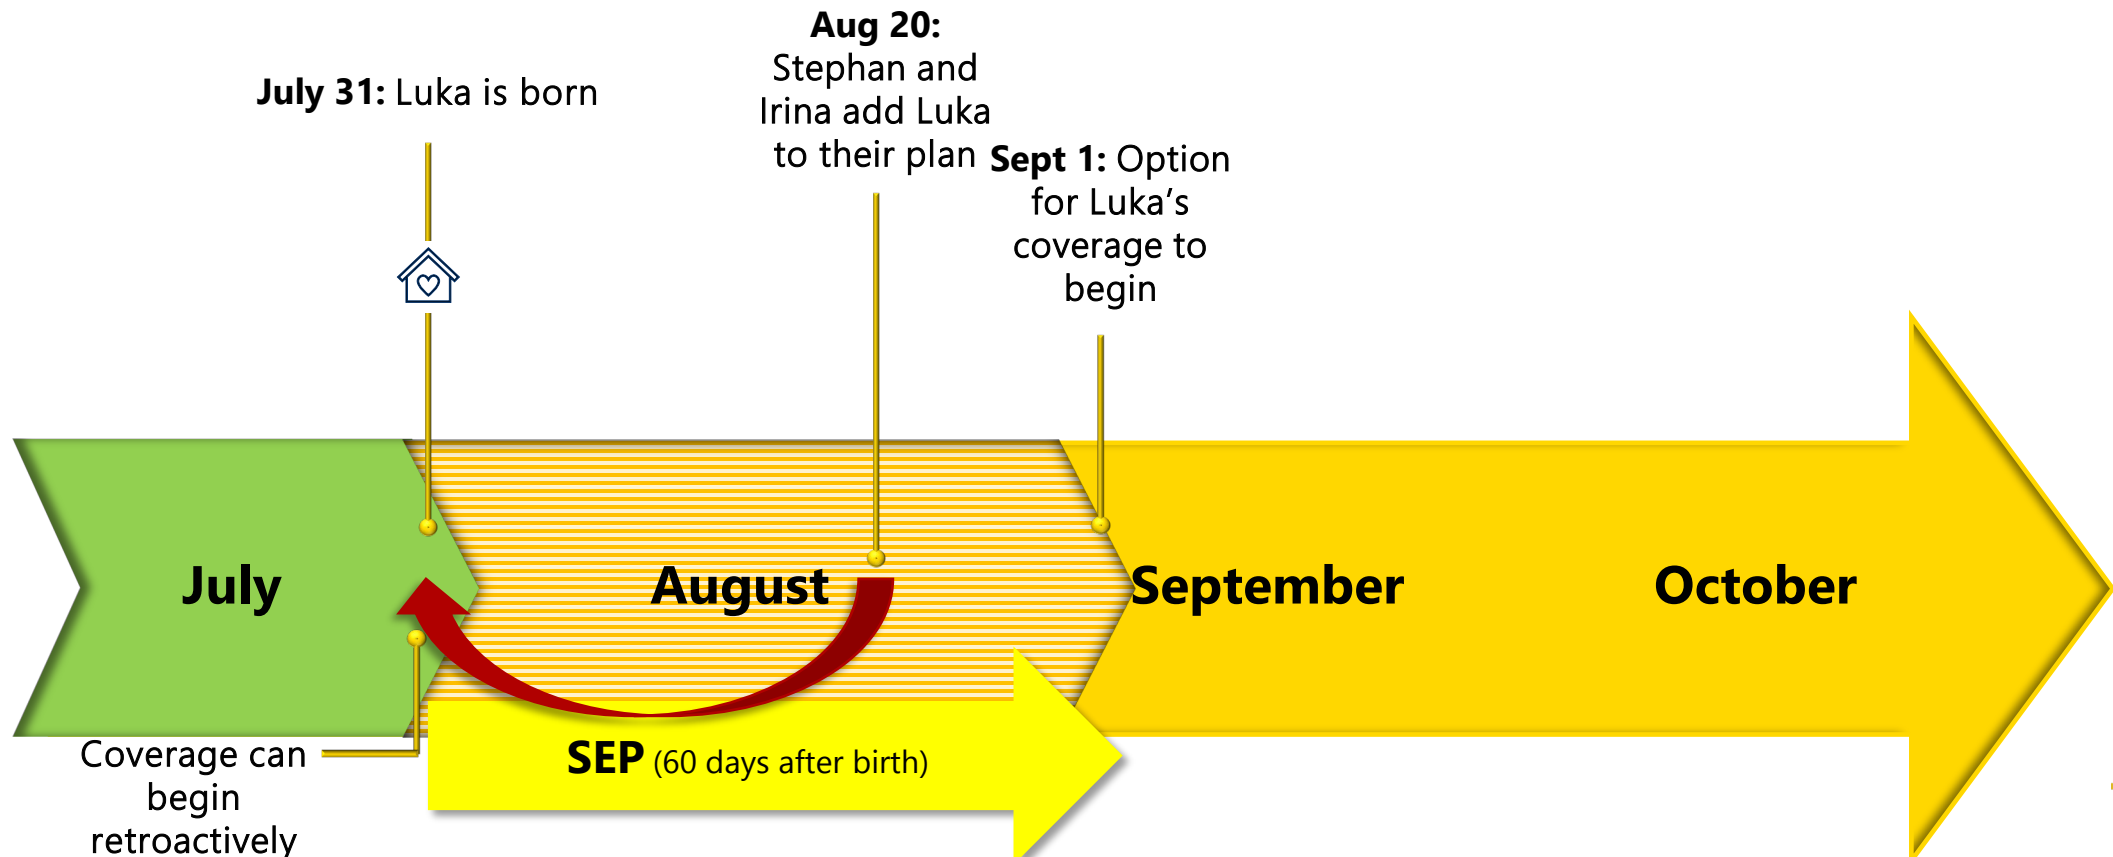 Aug 20:
Stephan and
Irina add Luka
to their plan
July 31: Luka is born
Sept 1: Option
for Luka's
coverage to
begin
July
August
September
October
SEP (60 days after birth)
Coverage can
begin
retroactively